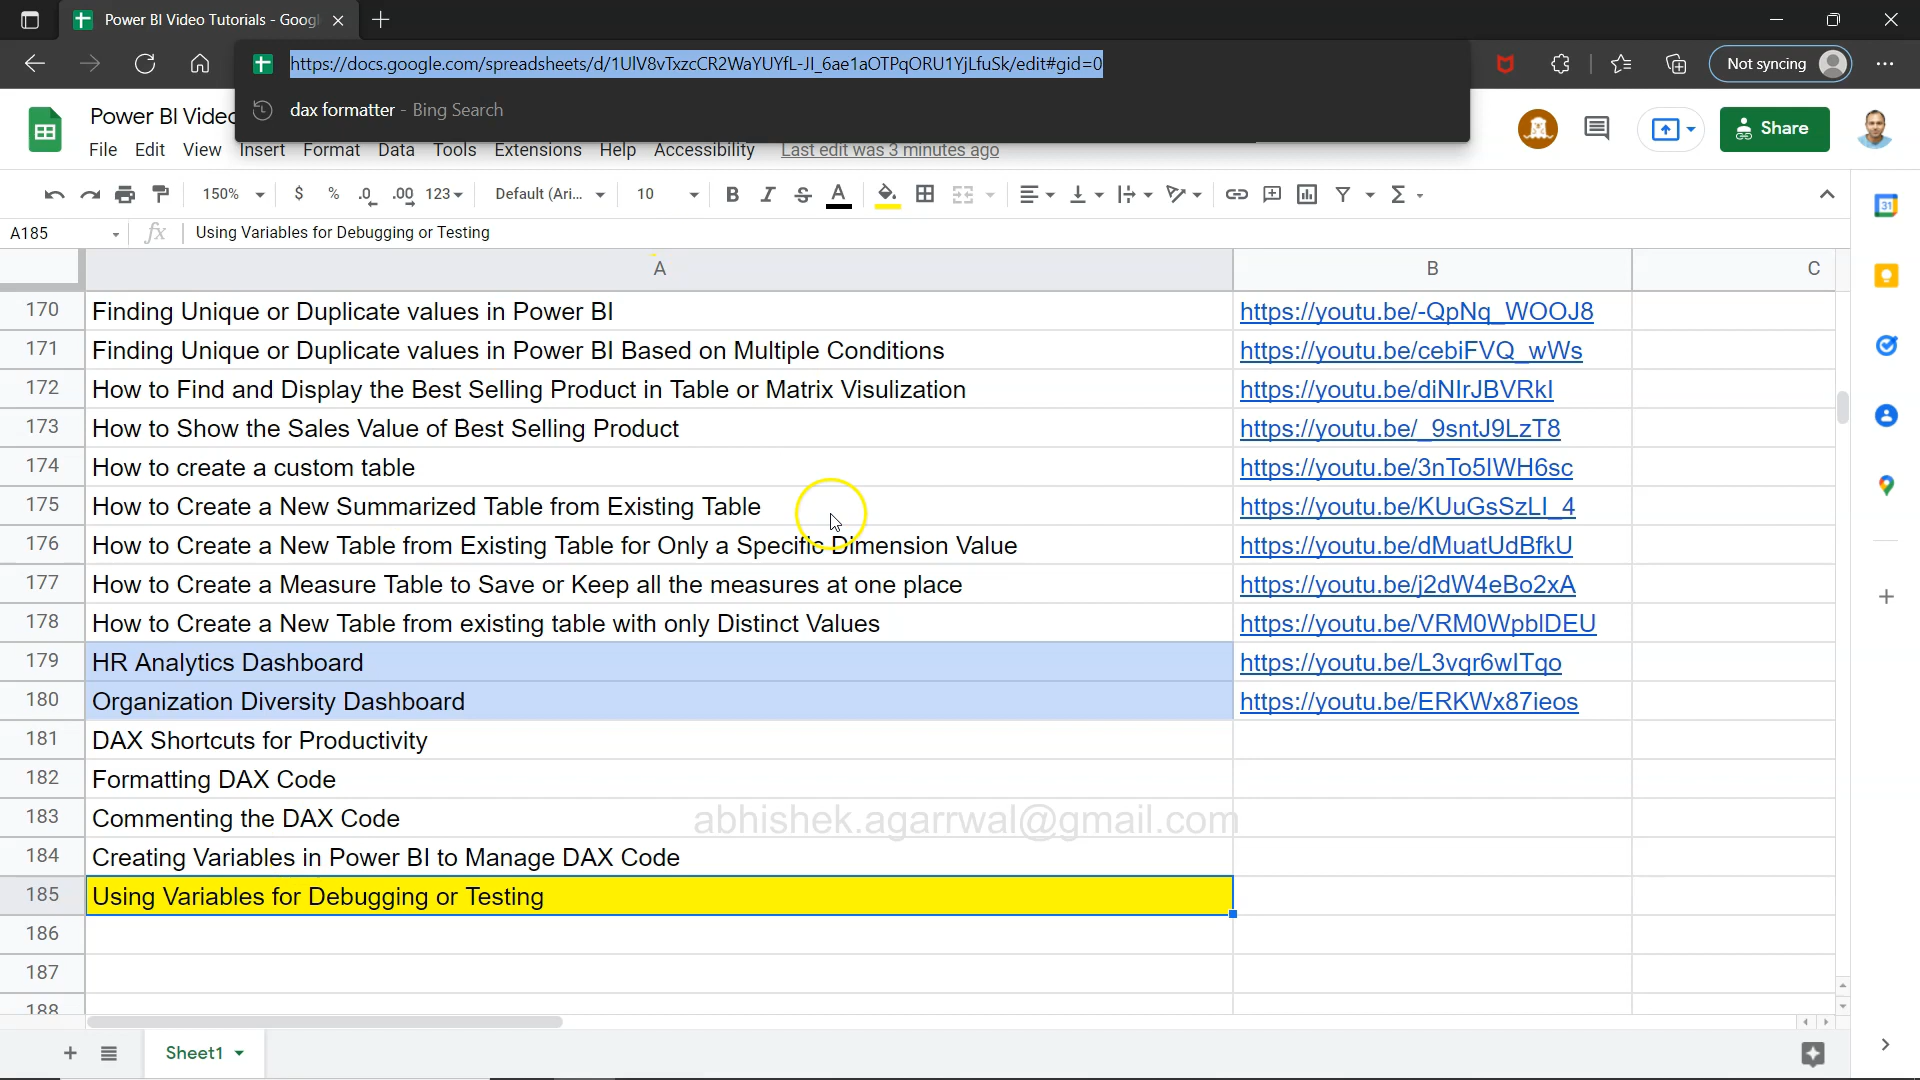 Power BI Video Tutorials - Googl
https://docs.google.com/spreadsheets/d/1UlV8vTxzcCR2WaYUYfL-JI_6ae1aOTPqORU1YjLfuSk/edit#gid=0
Not syncing
dax formatter - Bing Search
Power BI Videc
File Edit View Insert Format Data Tools Extensions Help Accessibility Last edit was 3 minutes ago
Share
150% $ % .0 .00 123 Default (Ari... 10 B I S A Σ
31
A185 fx Using Variables for Debugging or Testing
A B C
170 Finding Unique or Duplicate values in Power BI https://youtu.be/-QpNq_WOOJ8
171 Finding Unique or Duplicate values in Power BI Based on Multiple Conditions https://youtu.be/cebiFVQ_wWs
172 How to Find and Display the Best Selling Product in Table or Matrix Visulization https://youtu.be/diNIrJBVRkI
173 How to Show the Sales Value of Best Selling Product https://youtu.be/_9sntJ9LzT8
174 How to create a custom table https://youtu.be/3nTo5IWH6sc
175 How to Create a New Summarized Table from Existing Table https://youtu.be/KUuGsSzLI_4
176 How to Create a New Table from Existing Table for Only a Specific Dimension Value https://youtu.be/dMuatUdBfkU
177 How to Create a Measure Table to Save or Keep all the measures at one place https://youtu.be/j2dW4eBo2xA
178 How to Create a New Table from existing table with only Distinct Values https://youtu.be/VRM0WpbIDEU
179 HR Analytics Dashboard https://youtu.be/L3vqr6wITqo
180 Organization Diversity Dashboard https://youtu.be/ERKWx87ieos
181 DAX Shortcuts for Productivity
182 Formatting DAX Code
183 Commenting the DAX Code
abhishek.agarrwal@gmail.com
184 Creating Variables in Power BI to Manage DAX Code
185 Using Variables for Debugging or Testing
186
187
188
Sheet1